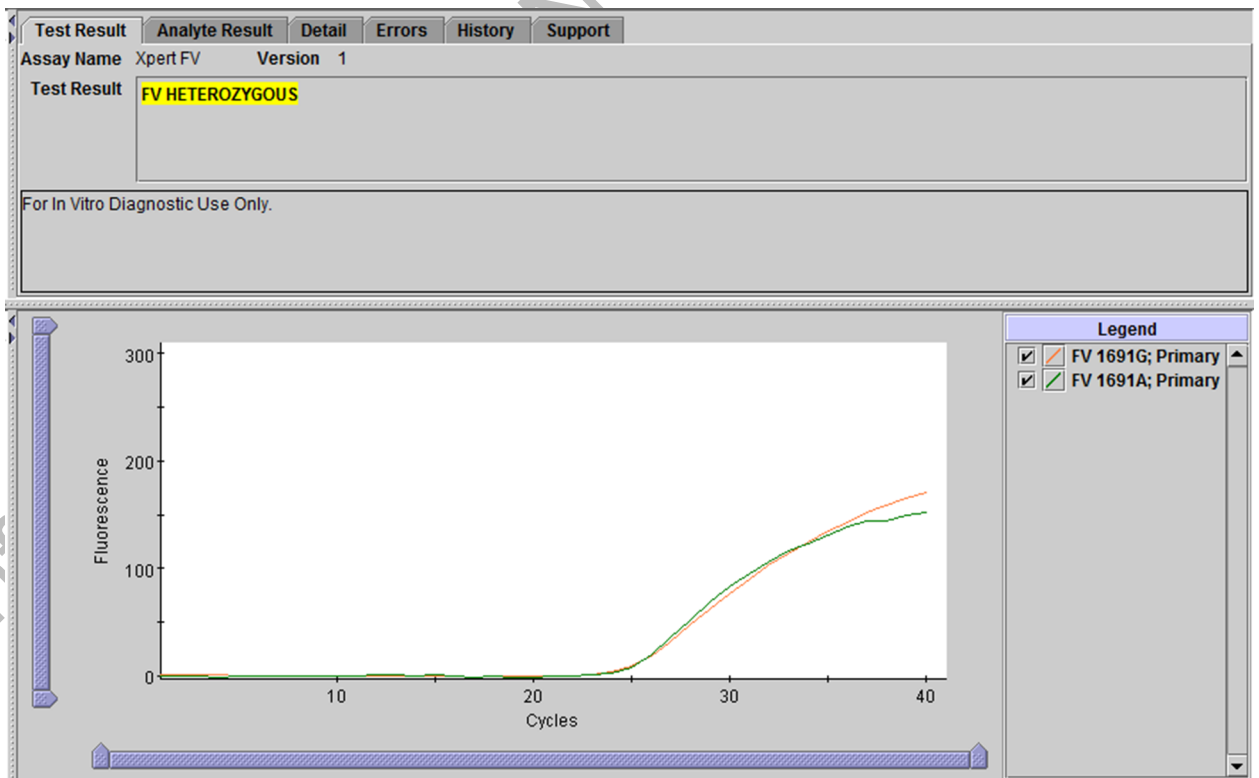 Test Result Analyte Result Detail Errors History Support
Assay Name Xpert FV Version 1
Test Result FV HETEROZYGOUS
For In Vitro Diagnostic Use Only.
Legend
FV 1691G; Primary
FV 1691A; Primary
300
200
100
0
Fluorescence
10 20 30 40
Cycles